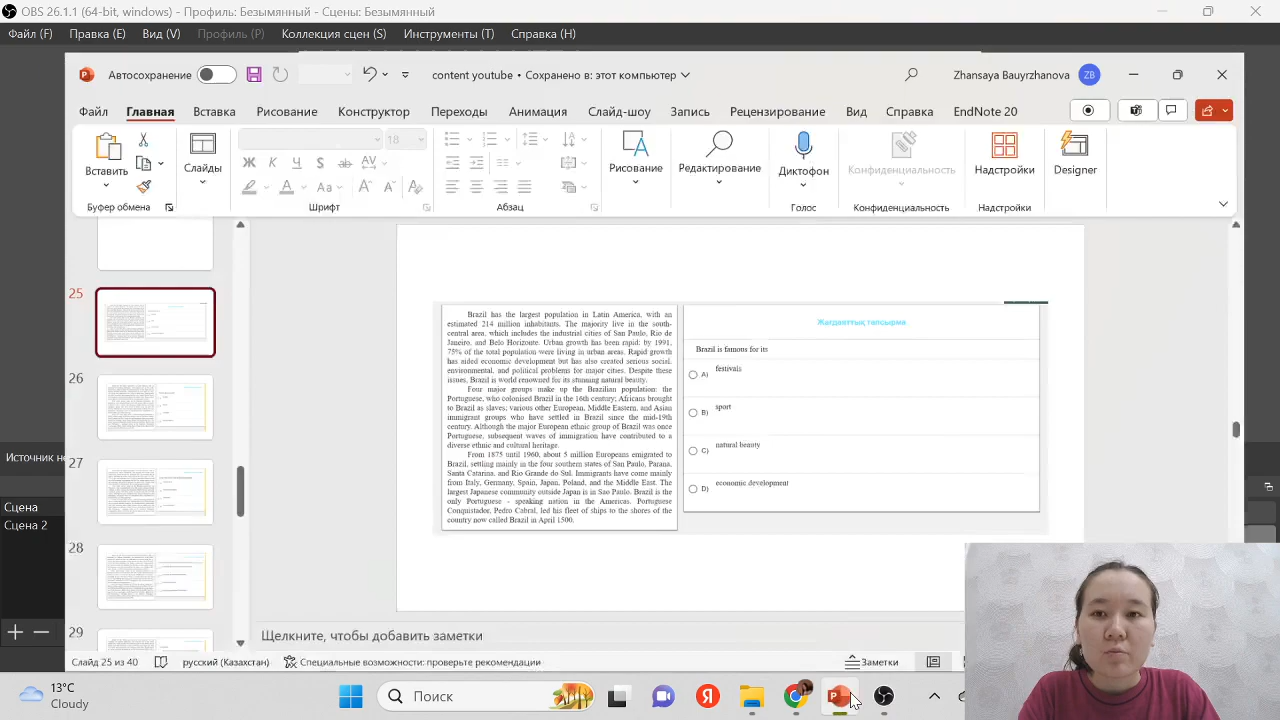 OBS 26.1.1 (64-bit, windows) - Профиль: Безымянный - Сцены: Безымянный
Файл (F) Правка (E) Вид (V) Профиль (P) Коллекция сцен (S) Инструменты (T) Справка (H)
Автосохранение content youtube • Сохранено в: этот компьютер Zhansaya Bauyrzhanova ZB
Файл Главная Вставка Рисование Конструктор Переходы Анимация Слайд-шоу Запись Рецензирование Вид Справка EndNote 20
18
Вставить Слайды Рисование Редактирование Диктофон Конфиденциальность Надстройки Designer
Ж К Ч S ab AV
A Aa A A A
Буфер обмена Шрифт Абзац Голос Конфиденциальность Надстройки
25
26
27
28
29
Brazil has the largest population in Latin America, with an
estimated 214 million inhabitants. The majority live in the south-
central area, which includes the industrial cities of San Paulo, Rio de
Janeiro, and Belo Horizonte. Urban growth has been rapid: by 1991,
75% of the total population were living in urban areas. Rapid growth
has aided economic development but has also created serious social,
environmental, and political problems for major cities. Despite these
issues, Brazil is world renowned for its stunning natural beauty.
Four major groups make up the Brazilian population: the
Portuguese, who colonised Brazil in the 16th century; Africans brought
to Brazil as slaves; various other European, Middle Eastern, and Asian
immigrant groups who have settled in Brazil since the mid-19th
century. Although the major European ethnic group of Brazil was once
Portuguese, subsequent waves of immigration have contributed to a
diverse ethnic and cultural heritage.
From 1875 until 1960, about 5 million Europeans emigrated to
Brazil, settling mainly in the four southern states of San Paulo, Parana,
Santa Catarina, and Rio Grande do Sul. Immigrants have come mainly
from Italy, Germany, Spain, Japan, Poland, and the Middle East. The
largest Japanese community outside Japan is in Sao Paulo. Brazil is the
only Portuguese - speaking nation in the Americas. Portuguese
Conquistador, Pedro Cabral, led his fleet of ships to the shores of the
country now called Brazil in April 1500.
Жағдаяттық тапсырма
Brazil is famous for its
A) festivals
B) sport
C) natural beauty
D) economic development
Источник не
Сцена
Сцена 2
Щелкните, чтобы добавить заметки
Слайд 25 из 40 русский (Казахстан) Специальные возможности: проверьте рекомендации Заметки
13°C
Cloudy
Поиск
Я